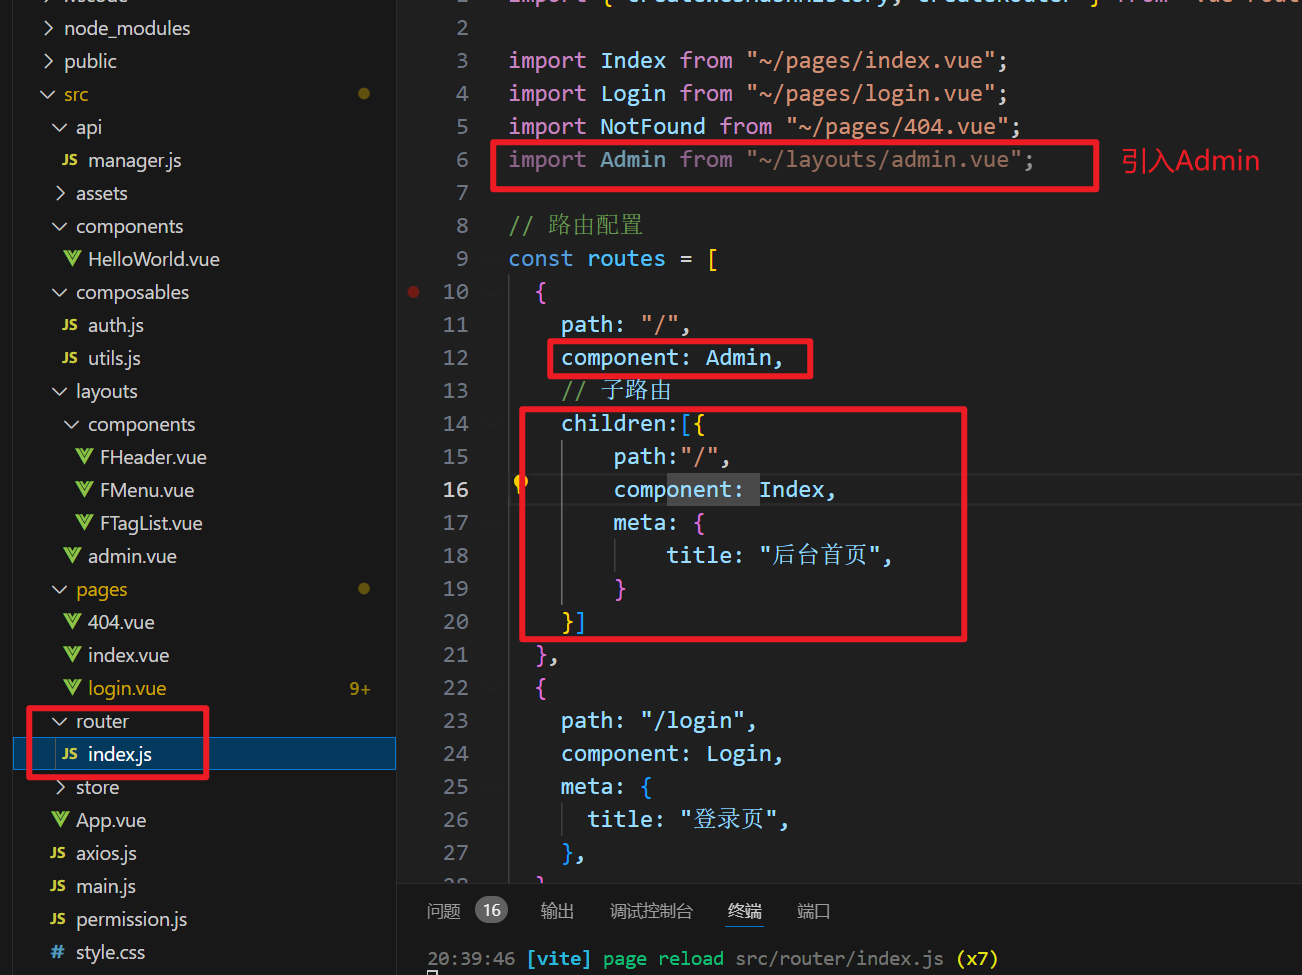 node_modules
public
src
api
JS manager.js
assets
components
HelloWorld.vue
composables
JS auth.js
JS utils.js
layouts
components
FHeader.vue
FMenu.vue
FTagList.vue
admin.vue
pages
404.vue
index.vue
login.vue 9+
router
JS index.js
store
App.vue
JS axios.js
JS main.js
JS permission.js
# style.css
2
3 import Index from "~/pages/index.vue";
4 import Login from "~/pages/login.vue";
5 import NotFound from "~/pages/404.vue";
6 import Admin from "~/layouts/admin.vue"; 引入Admin
7
8 // 路由配置
9 const routes = [
10 {
11 path: "/",
12 component: Admin,
13 // 子路由
14 children:[{
15 path:"/",
16 component: Index,
17 meta: {
18 title: "后台首页",
19 }
20 }]
21 },
22 {
23 path: "/login",
24 component: Login,
25 meta: {
26 title: "登录页",
27 },
问题 16 输出 调试控制台 终端 端口
20:39:46 [vite] page reload src/router/index.js (x7)